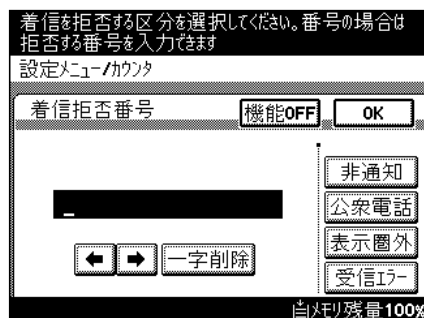 着信を拒否する区分を選択してください。番号の場合は
拒否する番号を入力できます
設定ﾒﾆｭｰ/ｶｳﾝﾀ
着信拒否番号
機能OFF
OK
非通知
公衆電話
表示圏外
受信ｴﾗｰ
一字削除
ﾒﾓﾘ残量100%